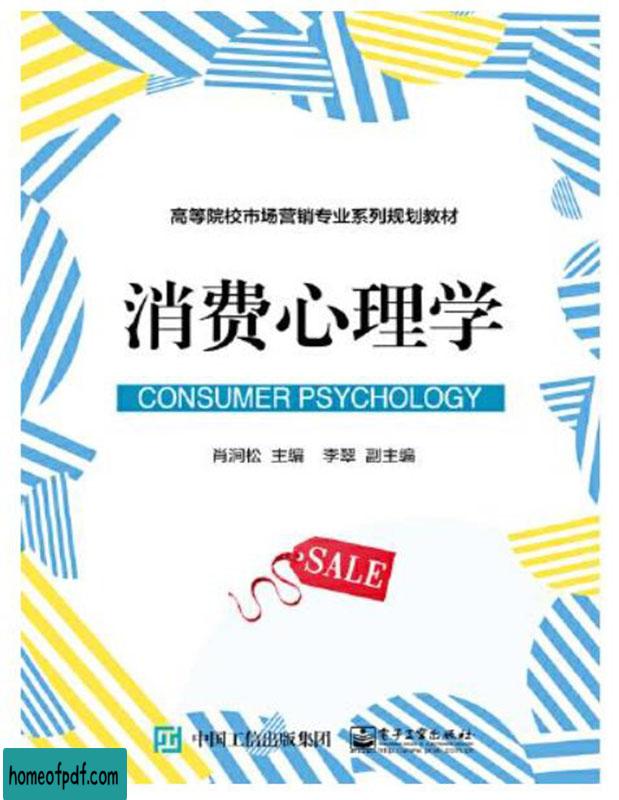 高等院校市场营销专业系列规划教材
消费心理学
CONSUMER PSYCHOLOGY
肖涧松 主编 李翠 副主编
SALE
中国工信出版集团 電子工業出版社
homeofpdf.com